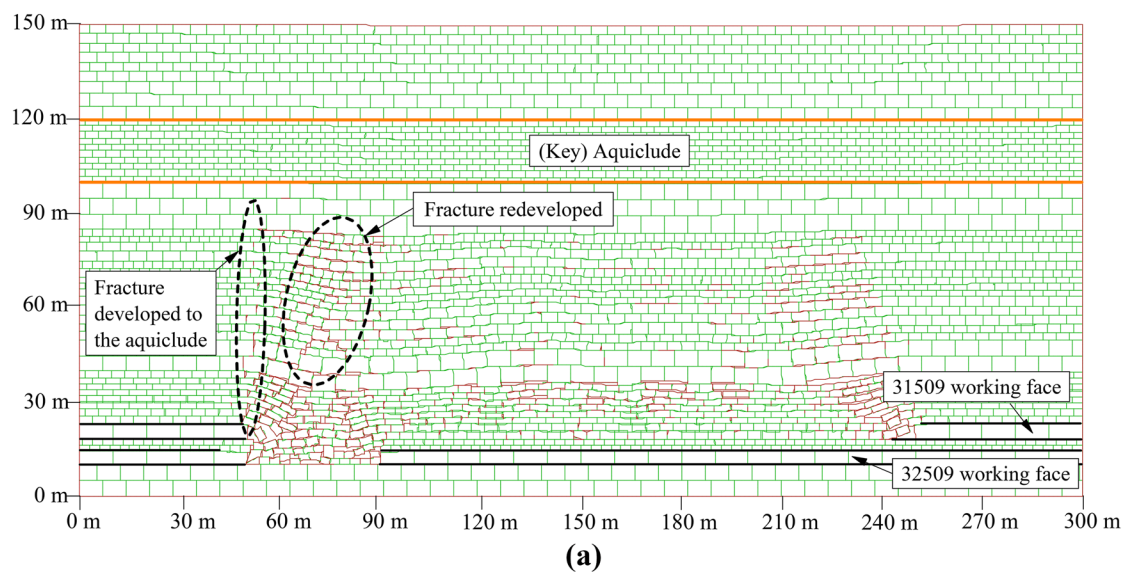 150 m
120 m
(Key) Aquiclude
90 m
Fracture redeveloped
Fracture
developed to
the aquiclude
60 m
31509 working face
30 m
32509 working face
0 m
0 m 30 m 60 m 90 m 120 m 150 m 180 m 210 m 240 m 270 m 300 m
(a)